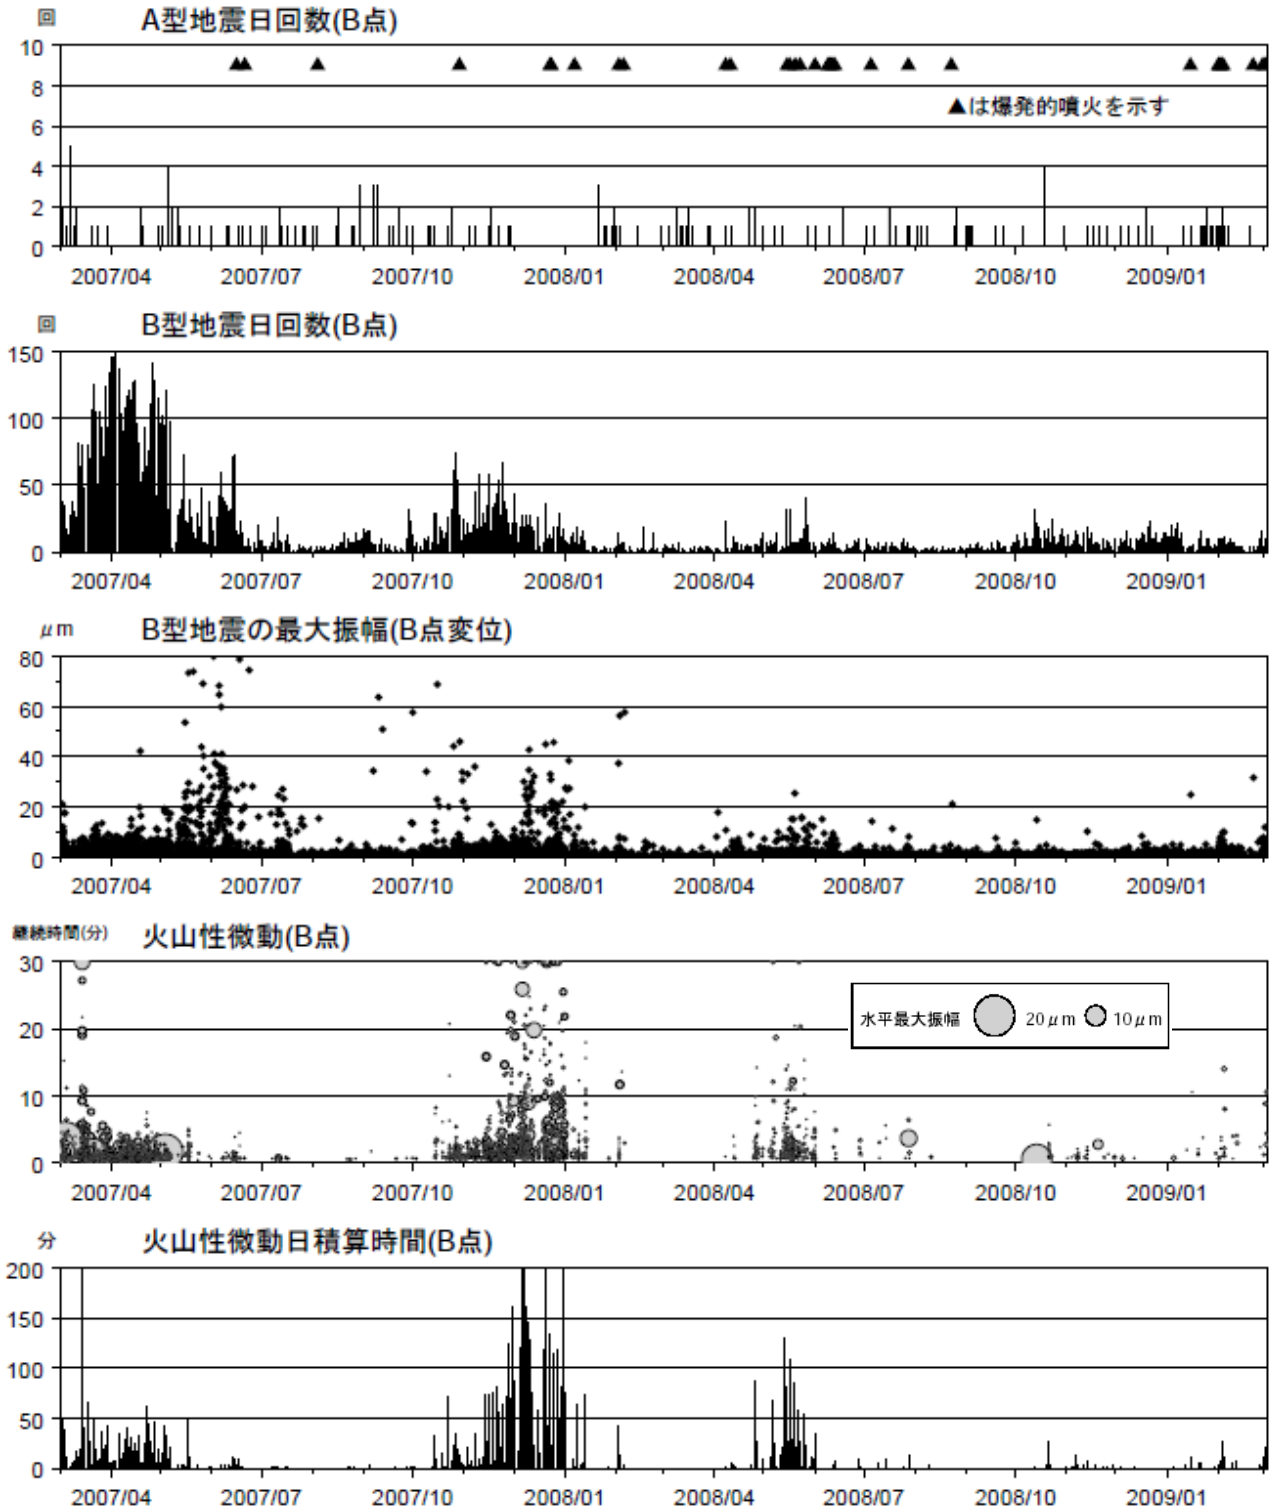 回 A型地震日回数(B点)
10
8
▲は爆発的噴火を示す
6
4
2
0
2007/04 2007/07 2007/10 2008/01 2008/04 2008/07 2008/10 2009/01
回 B型地震日回数(B点)
150
100
50
0
2007/04 2007/07 2007/10 2008/01 2008/04 2008/07 2008/10 2009/01
μm B型地震の最大振幅(B点変位)
80
60
40
20
0
2007/04 2007/07 2007/10 2008/01 2008/04 2008/07 2008/10 2009/01
継続時間(分) 火山性微動(B点)
30
水平最大振幅 20μm 10μm
20
10
0
2007/04 2007/07 2007/10 2008/01 2008/04 2008/07 2008/10 2009/01
分 火山性微動日積算時間(B点)
200
150
100
50
0
2007/04 2007/07 2007/10 2008/01 2008/04 2008/07 2008/10 2009/01